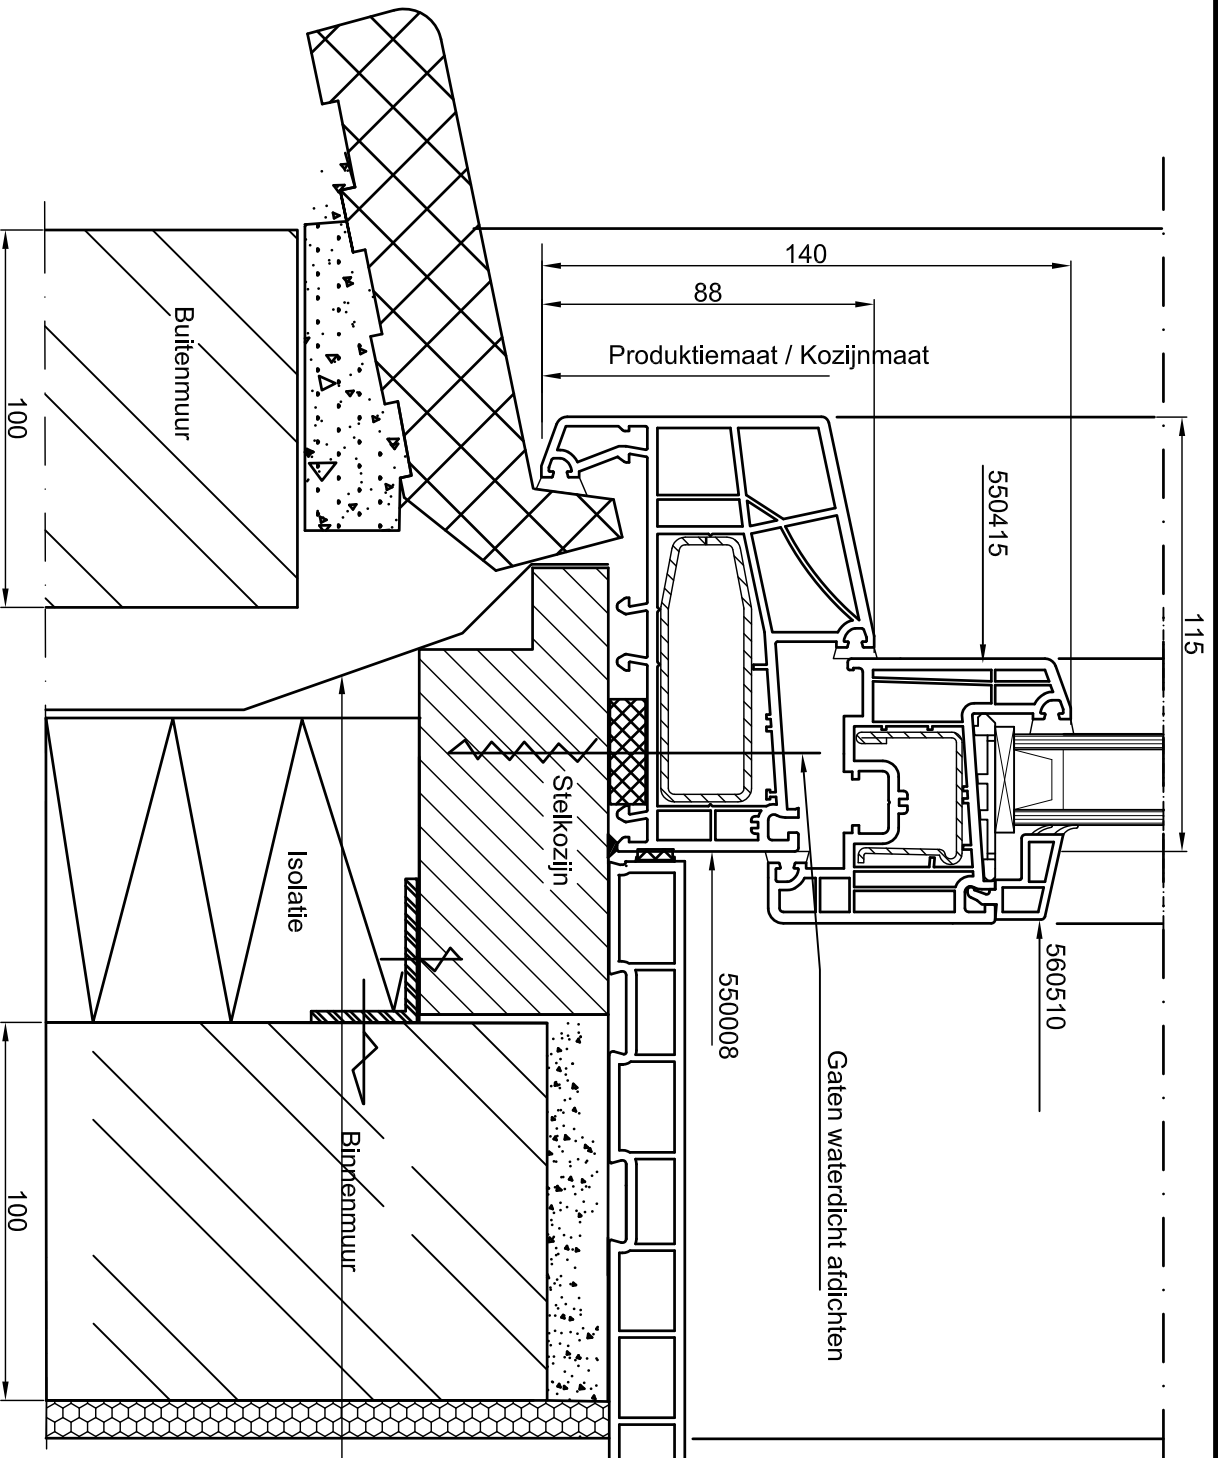 140
88
Produktiemaat / Kozijnmaat
Buitenmuur
100
550415
115
Stelkozijn
Isolatie
560510
550008
Gaten waterdicht afdichten
Binnenmuur
100